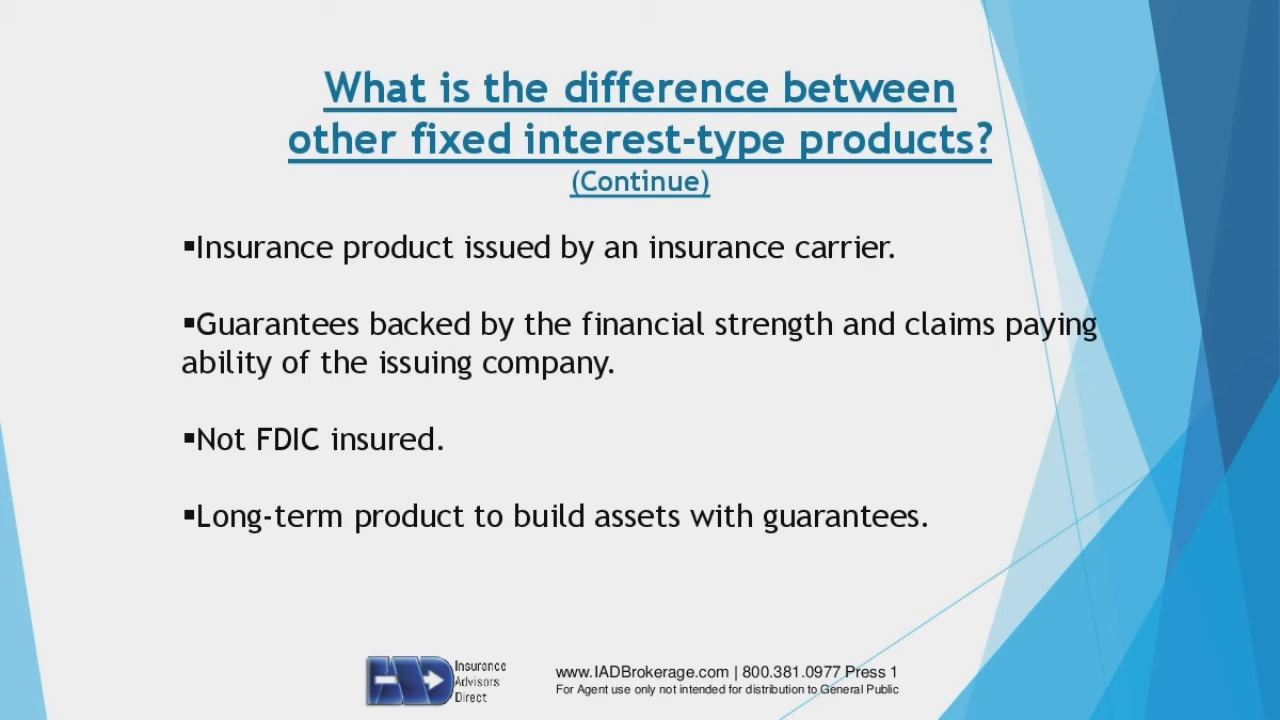 What is the difference between
other fixed interest-type products?
(Continue)
▪Insurance product issued by an insurance carrier.
▪Guarantees backed by the financial strength and claims paying
ability of the issuing company.
▪Not FDIC insured.
▪Long-term product to build assets with guarantees.
IAD
Insurance
Advisors
Direct
www.IADBrokerage.com | 800.381.0977 Press 1
For Agent use only not intended for distribution to General Public